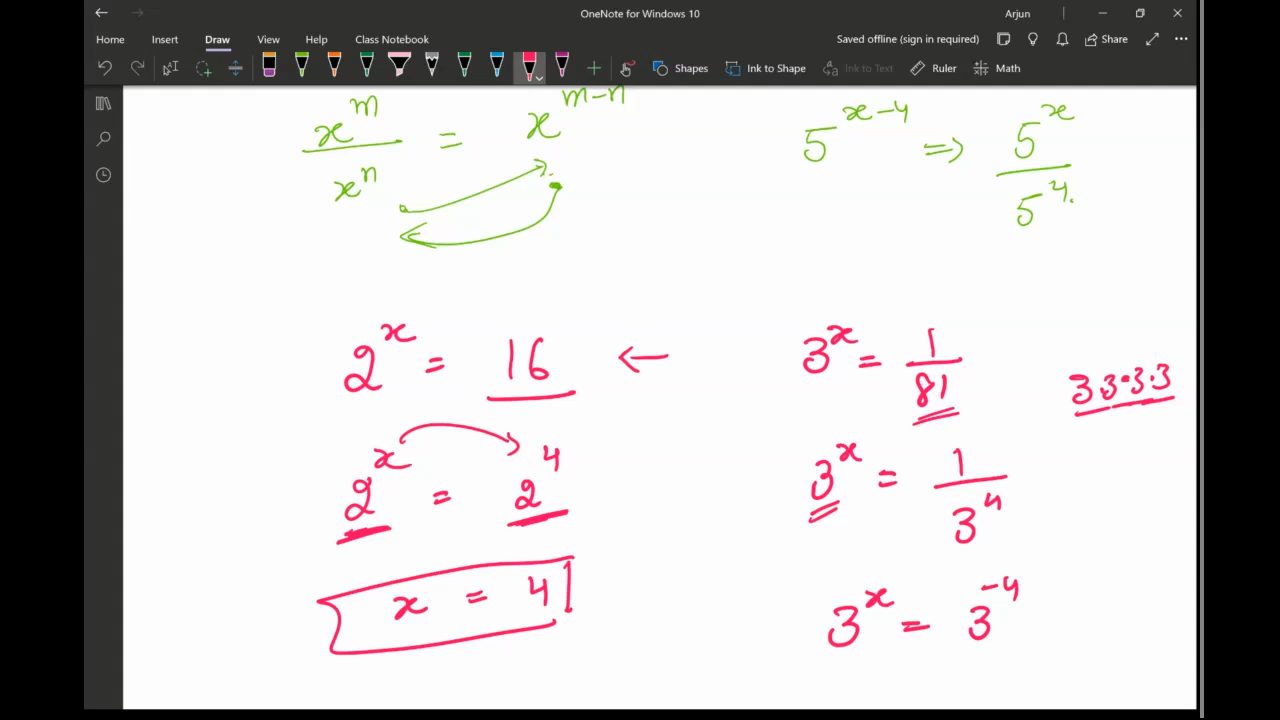 OneNote for Windows 10
Arjun
Home Insert Draw View Help Class Notebook
Saved offline (sign in required) Share
Shapes Ink to Shape Ink to Text Ruler Math
x^m / x^n = x^(m-n)
5^(x-4) => 5^x / 5^4.
2^x = 16 ←
2^x = 2^4
x = 4
3^x = 1/81
3·3·3·3
3^x = 1/3^4
3^x = 3^-4